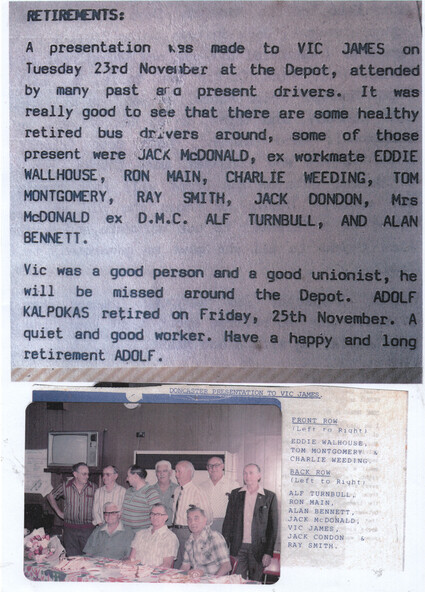 RETIREMENTS:
A presentation was made to VIC JAMES on
Tuesday 23rd November at the Depot, attended
by many past and present drivers. It was
really good to see that there are some healthy
retired bus drivers around, some of those
present were JACK McDONALD, ex workmate EDDIE
WALLHOUSE, RON MAIN, CHARLIE WEEDING, TOM
MONTGOMERY, RAY SMITH, JACK DONDON, Mrs
McDONALD ex D.M.C. ALF TURNBULL, AND ALAN
BENNETT.
Vic was a good person and a good unionist, he
will be missed around the Depot. ADOLF
KALPOKAS retired on Friday, 25th November. A
quiet and good worker. Have a happy and long
retirement ADOLF.
DONCASTER PRESENTATION TO VIC JAMES.
FRONT ROW
(Left to Right)
EDDIE WALHOUSE,
TOM MONTGOMERY &
CHARLIE WEEDING
BACK ROW
(Left to Right)
ALF TURNBULL,
RON MAIN,
ALAN BENNETT,
JACK McDONALD,
VIC JAMES,
JACK CONDON &
RAY SMITH.